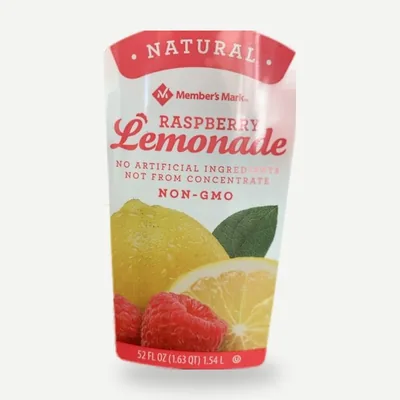 · NATURAL ·
Member's Mark™
RASPBERRY
Lemonade
NO ARTIFICIAL INGREDIENTS
NOT FROM CONCENTRATE
NON-GMO
52 FL OZ (1.63 QT) 1.54 L U